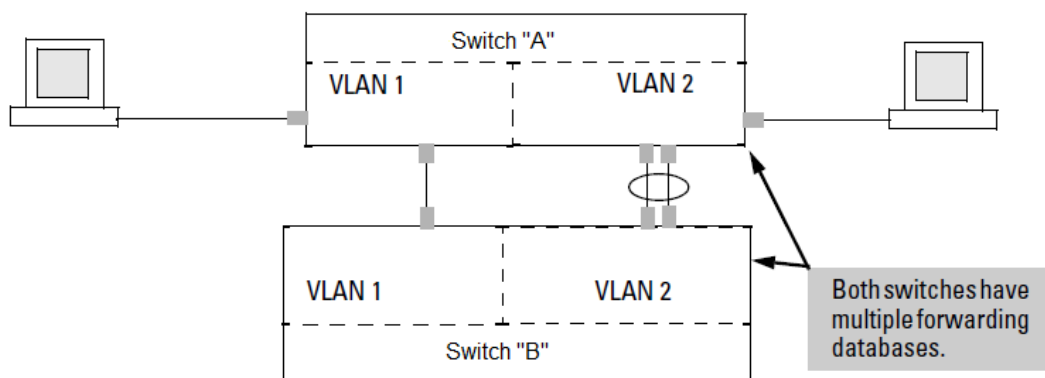 Switch "A"
VLAN 1
VLAN 2
VLAN 1
VLAN 2
Switch "B"
Both switches have
multiple forwarding
databases.